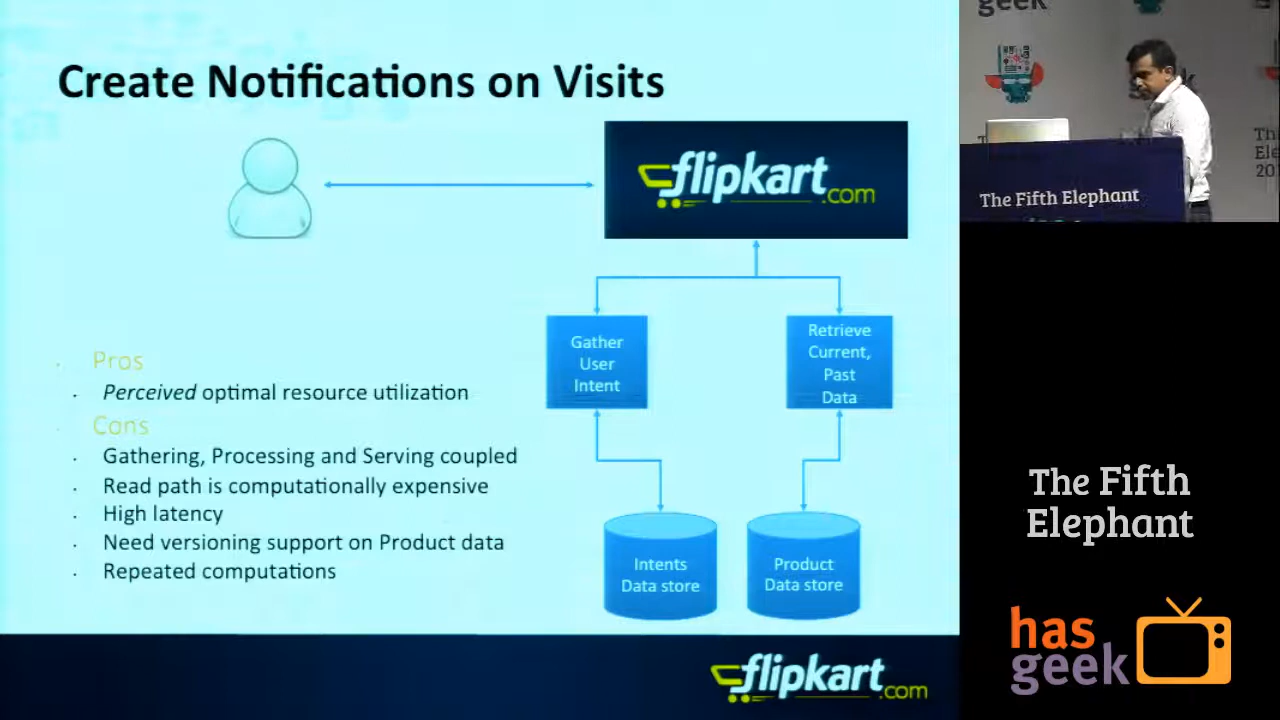 Create Notifications on Visits
flipkart.com
Gather
User
Intent
Retrieve
Current,
Past
Data
Pros
Perceived optimal resource utilization
Cons
Gathering, Processing and Serving coupled
Read path is computationally expensive
High latency
Need versioning support on Product data
Repeated computations
Intents
Data store
Product
Data store
flipkart.com
geek
The Fifth Elephant
The Fifth
Elephant
has
geek